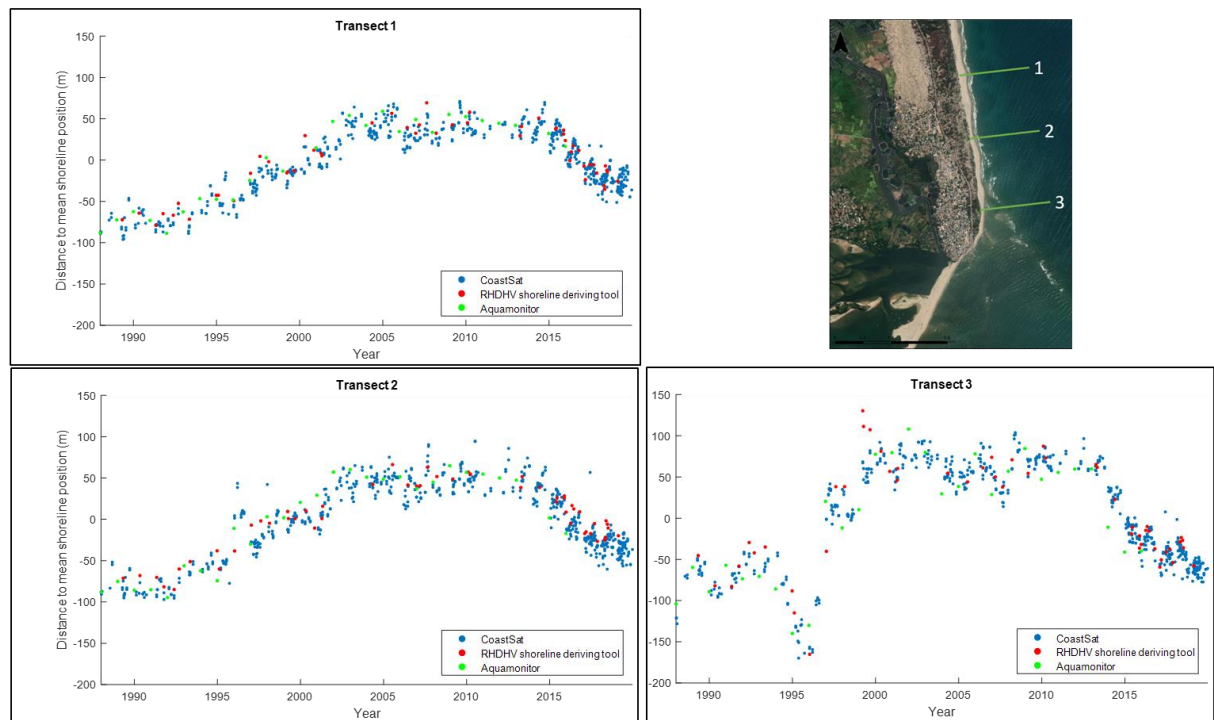 Transect 1
Distance to mean shoreline position (m)
150
100
50
0
-50
-100
-150
-200
1990 1995 2000 2005 2010 2015
Year
CoastSat
RHDHV shoreline deriving tool
Aquamonitor
1
2
3
Transect 2
Distance to mean shoreline position (m)
150
100
50
0
-50
-100
-150
-200
1990 1995 2000 2005 2010 2015
Year
CoastSat
RHDHV shoreline deriving tool
Aquamonitor
Transect 3
150
100
50
0
-50
-100
-150
-200
1990 1995 2000 2005 2010 2015
Year
CoastSat
RHDHV shoreline deriving tool
Aquamonitor